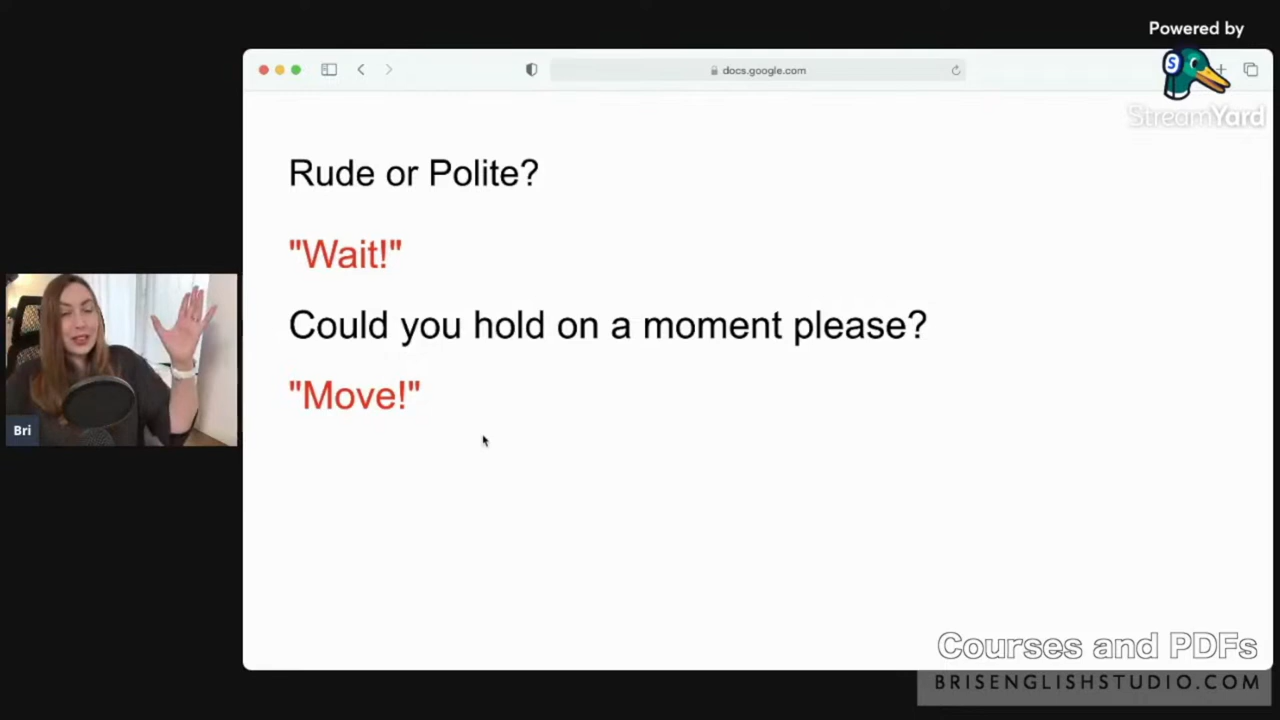 Powered by
S
StreamYard
docs.google.com
Rude or Polite?
"Wait!"
Could you hold on a moment please?
"Move!"
Bri
Courses and PDFs
BRISENGLISHSTUDIO.COM